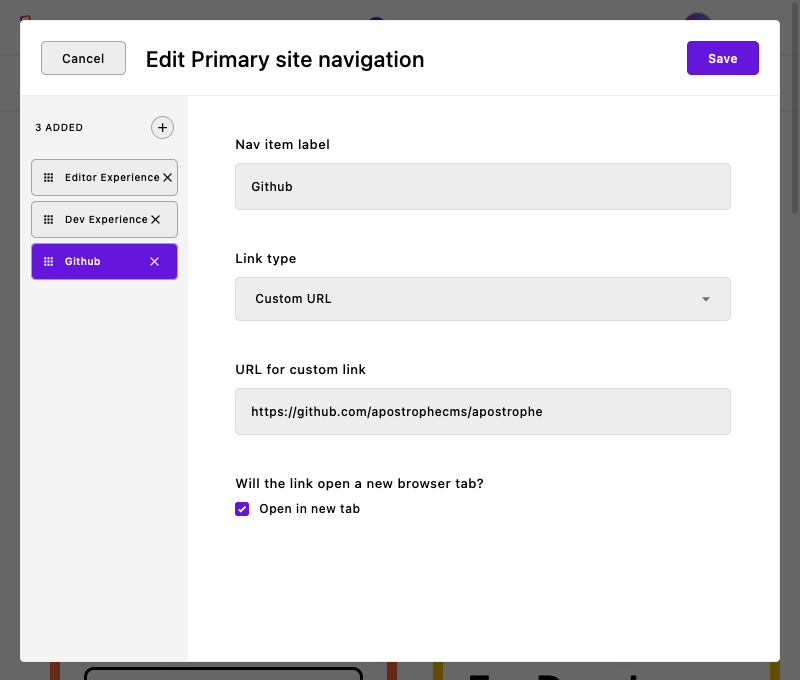 Cancel
Edit Primary site navigation
Save
3 ADDED
Editor Experience
Dev Experience
Github
Nav item label
Github
Link type
Custom URL
URL for custom link
https://github.com/apostrophecms/apostrophe
Will the link open a new browser tab?
Open in new tab